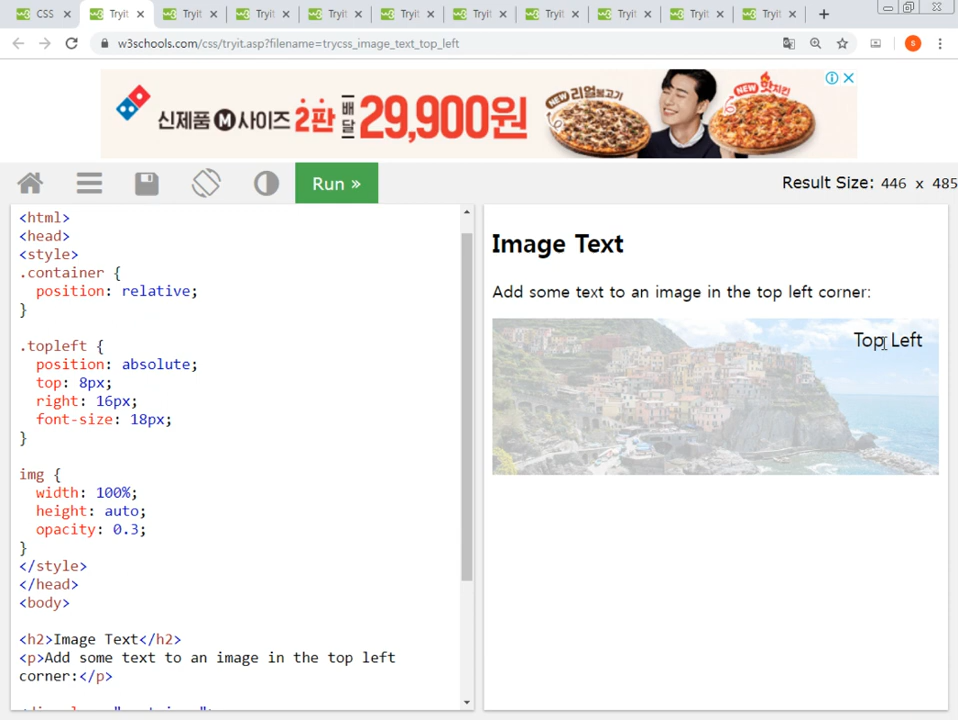 CSS
Tryit
Tryit
Tryit
Tryit
Tryit
Tryit
Tryit
Tryit
Tryit
Tryit
w3schools.com/css/tryit.asp?filename=trycss_image_text_top_left
s
신제품 M 사이즈 2판 배달 29,900원
NEW 리얼불고기
NEW 핫치킨
Run »
Result Size: 446 x 485
<html>
<head>
<style>
.container {
position: relative;
}
.topleft {
position: absolute;
top: 8px;
right: 16px;
font-size: 18px;
}
img {
width: 100%;
height: auto;
opacity: 0.3;
}
</style>
</head>
<body>
<h2>Image Text</h2>
<p>Add some text to an image in the top left
corner:</p>
Image Text
Add some text to an image in the top left corner:
Top Left